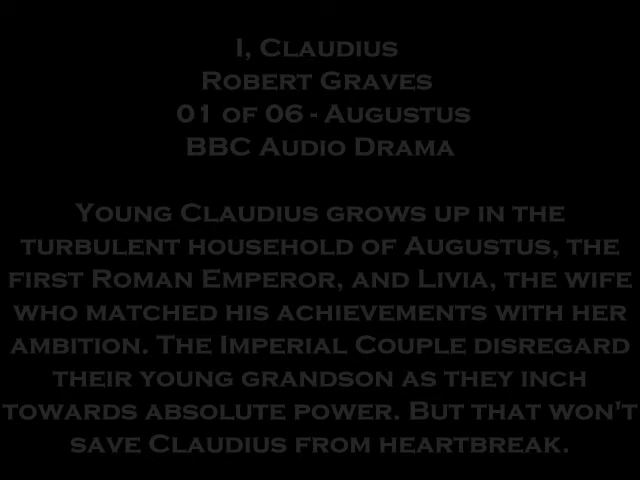 I, Claudius
Robert Graves
01 of 06 - Augustus
BBC Audio Drama
Young Claudius grows up in the
turbulent household of Augustus, the
first Roman Emperor, and Livia, the wife
who matched his achievements with her
ambition. The Imperial Couple disregard
their young grandson as they inch
towards absolute power. But that won't
save Claudius from heartbreak.